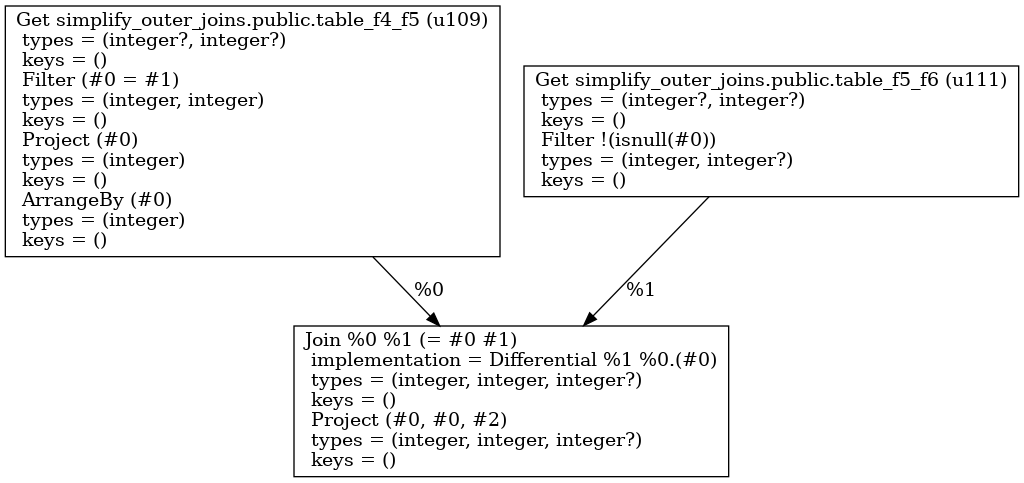 Get simplify_outer_joins.public.table_f4_f5 (u109)
types = (integer?, integer?)
keys = ()
Filter (#0 = #1)
types = (integer, integer)
keys = ()
Project (#0)
types = (integer)
keys = ()
ArrangeBy (#0)
types = (integer)
keys = ()
Get simplify_outer_joins.public.table_f5_f6 (u111)
types = (integer?, integer?)
keys = ()
Filter !(isnull(#0))
types = (integer, integer?)
keys = ()
%0
%1
Join %0 %1 (= #0 #1)
implementation = Differential %1 %0.(#0)
types = (integer, integer, integer?)
keys = ()
Project (#0, #0, #2)
types = (integer, integer, integer?)
keys = ()